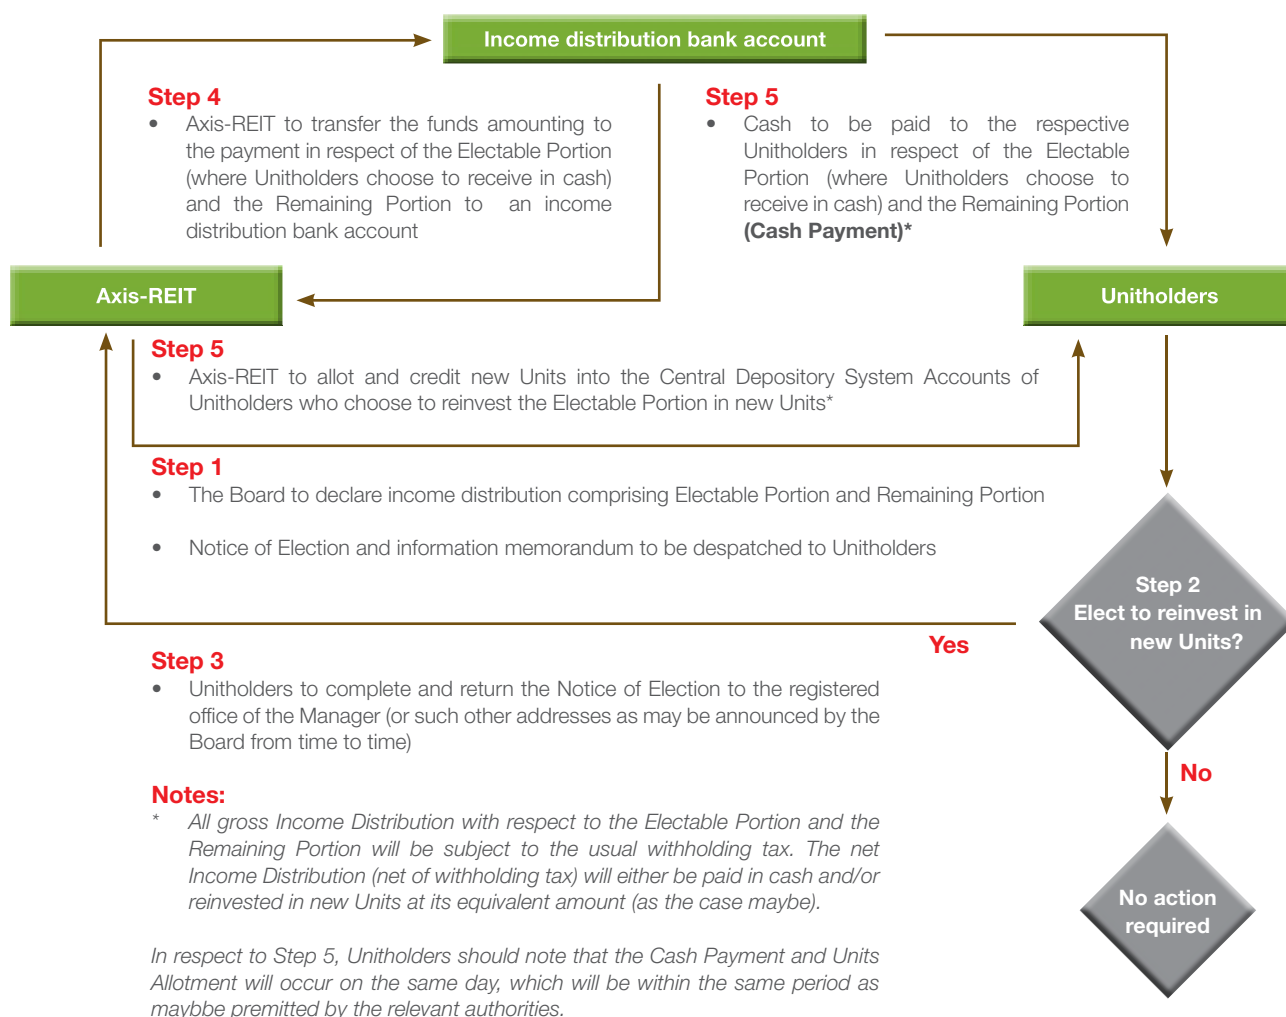 Income distribution bank account
Step 4
• Axis-REIT to transfer the funds amounting to
the payment in respect of the Electable Portion
(where Unitholders choose to receive in cash)
and the Remaining Portion to an income
distribution bank account
Step 5
• Cash to be paid to the respective
Unitholders in respect of the Electable
Portion (where Unitholders choose to
receive in cash) and the Remaining Portion
(Cash Payment)*
Axis-REIT
Unitholders
Step 5
• Axis-REIT to allot and credit new Units into the Central Depository System Accounts of
Unitholders who choose to reinvest the Electable Portion in new Units*
Step 1
• The Board to declare income distribution comprising Electable Portion and Remaining Portion
• Notice of Election and information memorandum to be despatched to Unitholders
Step 2
Elect to reinvest in
new Units?
Yes
Step 3
• Unitholders to complete and return the Notice of Election to the registered
office of the Manager (or such other addresses as may be announced by the
Board from time to time)
No
No action
required
Notes:
* All gross Income Distribution with respect to the Electable Portion and the
Remaining Portion will be subject to the usual withholding tax. The net
Income Distribution (net of withholding tax) will either be paid in cash and/or
reinvested in new Units at its equivalent amount (as the case maybe).
In respect to Step 5, Unitholders should note that the Cash Payment and Units
Allotment will occur on the same day, which will be within the same period as
maybbe premitted by the relevant authorities.